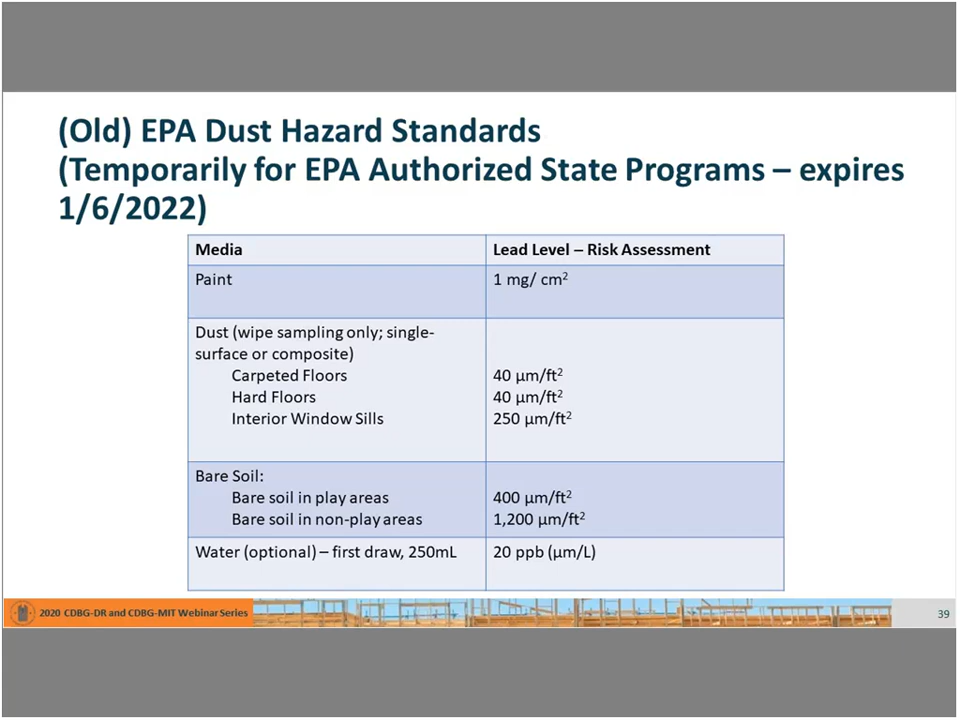 (Old) EPA Dust Hazard Standards
(Temporarily for EPA Authorized State Programs – expires
1/6/2022)
Media
Lead Level – Risk Assessment
Paint
1 mg/ cm²
Dust (wipe sampling only; single-
surface or composite)
Carpeted Floors
40 µm/ft²
Hard Floors
40 µm/ft²
Interior Window Sills
250 µm/ft²
Bare Soil:
Bare soil in play areas
400 µm/ft²
Bare soil in non-play areas
1,200 µm/ft²
Water (optional) – first draw, 250mL
20 ppb (µm/L)
2020 CDBG-DR and CDBG-MIT Webinar Series
39